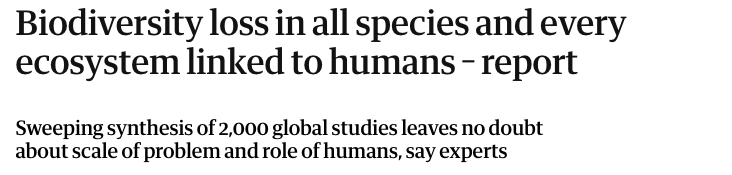 Biodiversity loss in all species and every
ecosystem linked to humans – report
Sweeping synthesis of 2,000 global studies leaves no doubt
about scale of problem and role of humans, say experts